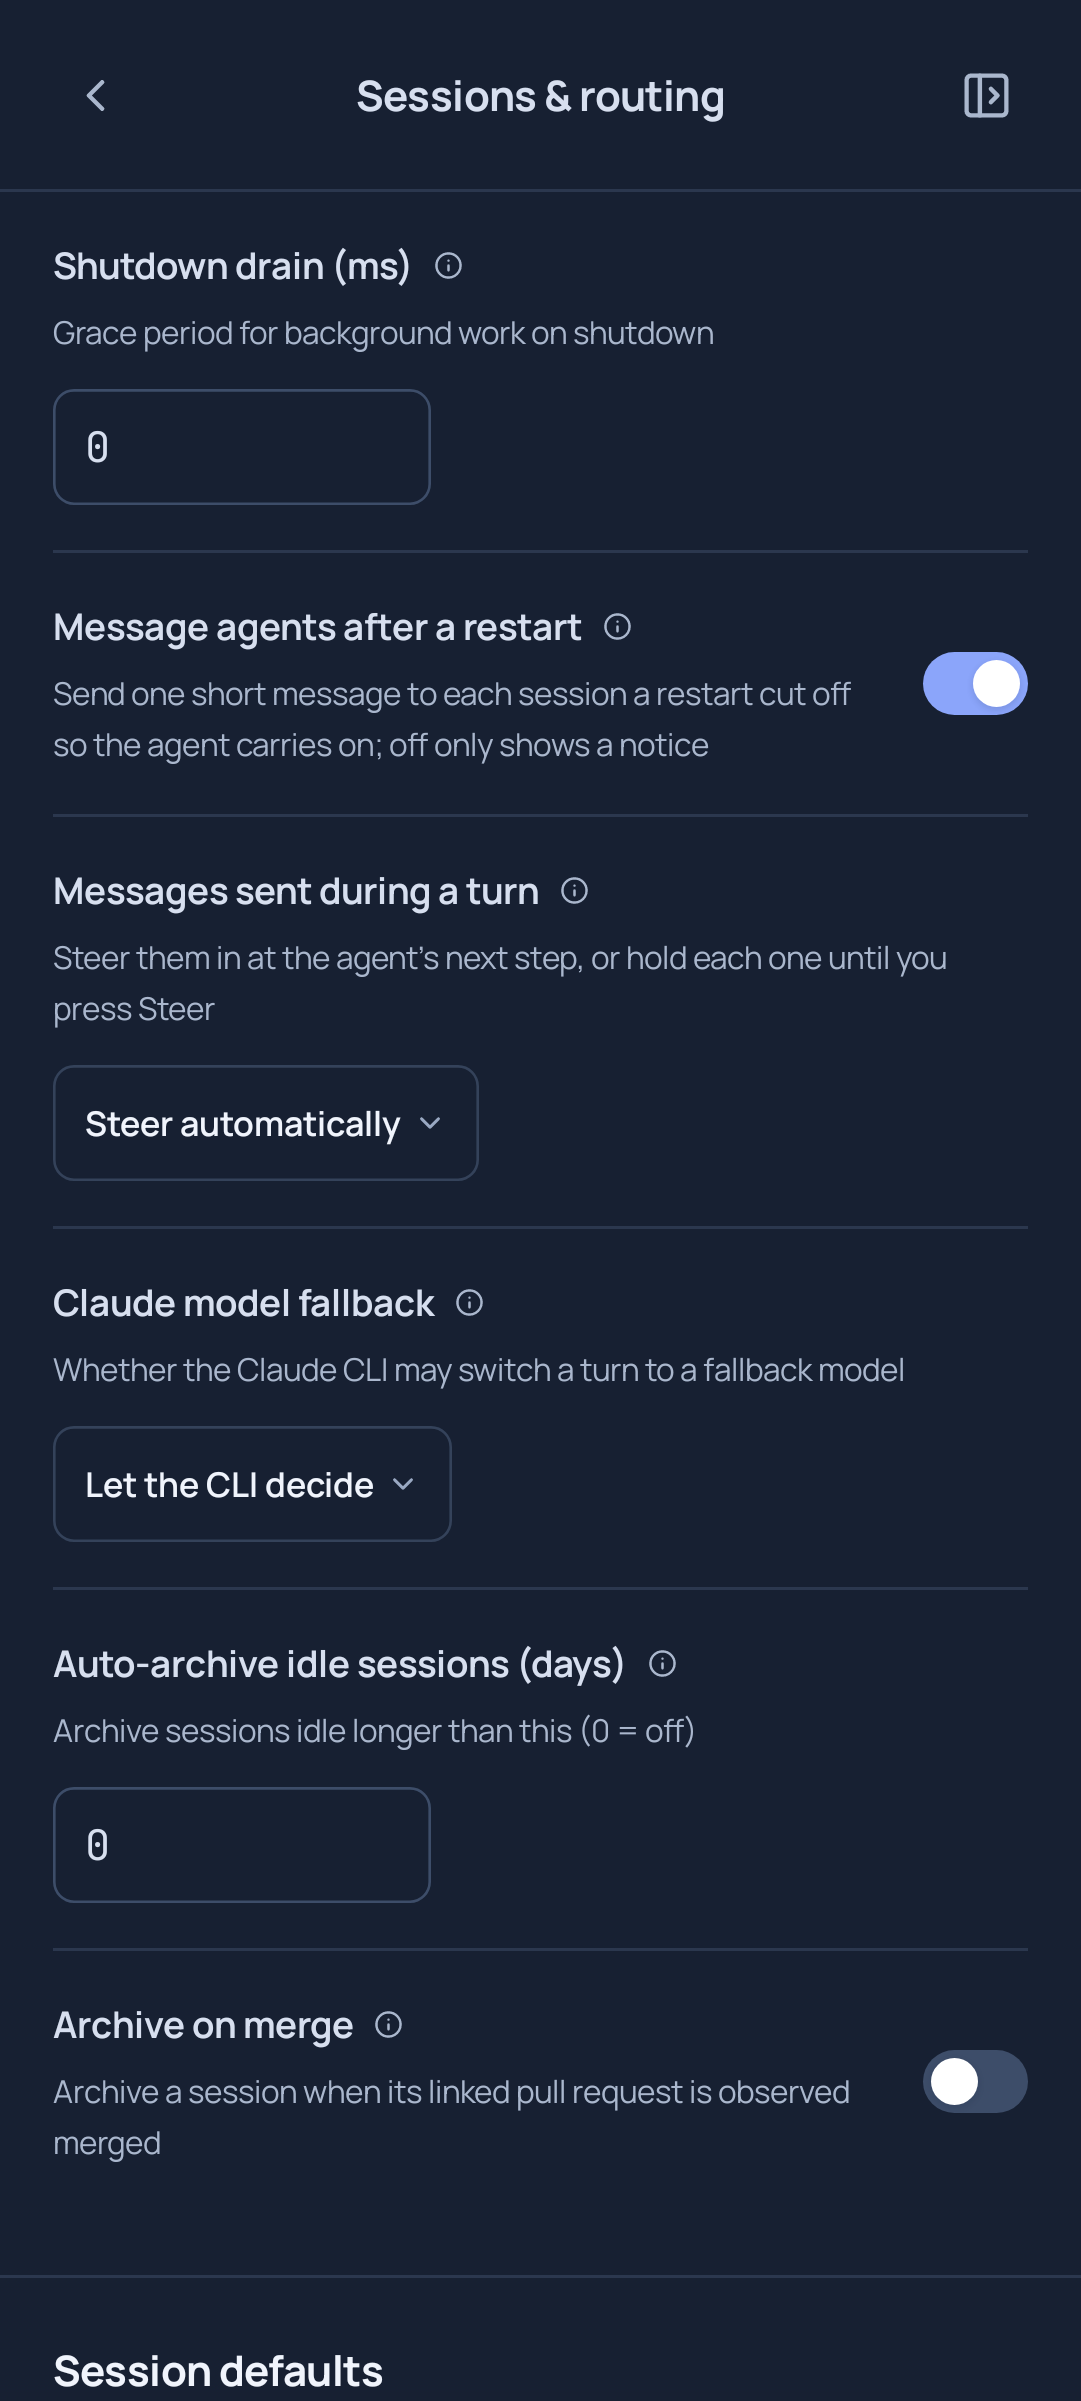 Sessions & routing
Shutdown drain (ms)
Grace period for background work on shutdown
0
Message agents after a restart
Send one short message to each session a restart cut off
so the agent carries on; off only shows a notice
Messages sent during a turn
Steer them in at the agent’s next step, or hold each one until you
press Steer
Steer automatically
Claude model fallback
Whether the Claude CLI may switch a turn to a fallback model
Let the CLI decide
Auto-archive idle sessions (days)
Archive sessions idle longer than this (0 = off)
0
Archive on merge
Archive a session when its linked pull request is observed
merged
Session defaults